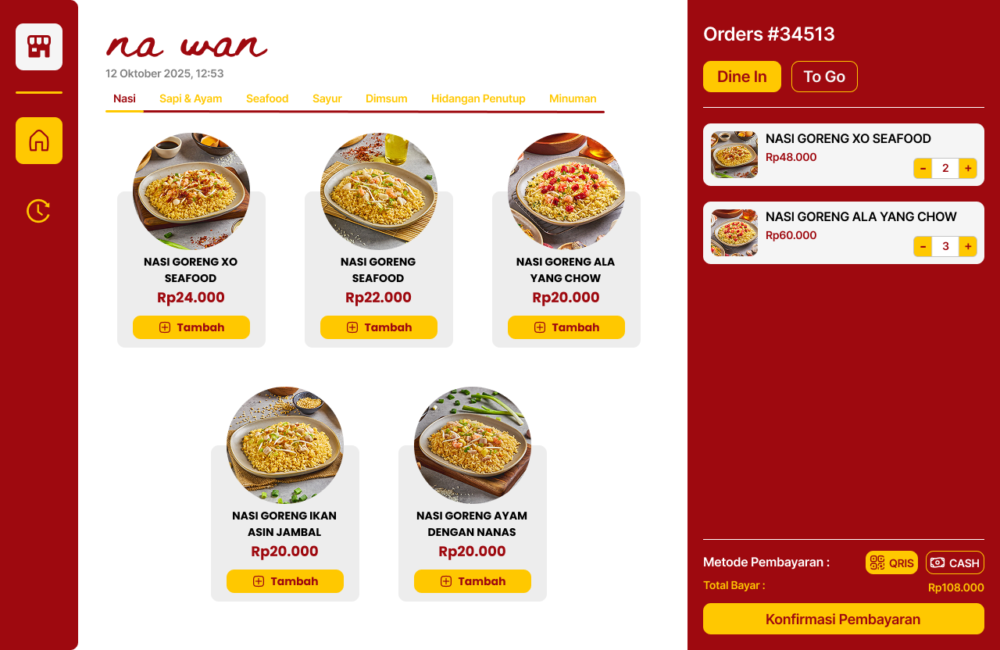 na wan
12 Oktober 2025, 12:53
Nasi Sapi & Ayam Seafood Sayur Dimsum Hidangan Penutup Minuman
NASI GORENG XO
SEAFOOD
Rp24.000
Tambah
NASI GORENG
SEAFOOD
Rp22.000
Tambah
NASI GORENG ALA
YANG CHOW
Rp20.000
Tambah
NASI GORENG IKAN
ASIN JAMBAL
Rp20.000
Tambah
NASI GORENG AYAM
DENGAN NANAS
Rp20.000
Tambah
Orders #34513
Dine In To Go
NASI GORENG XO SEAFOOD
Rp48.000
- 2 +
NASI GORENG ALA YANG CHOW
Rp60.000
- 3 +
Metode Pembayaran : QRIS CASH
Total Bayar : Rp108.000
Konfirmasi Pembayaran